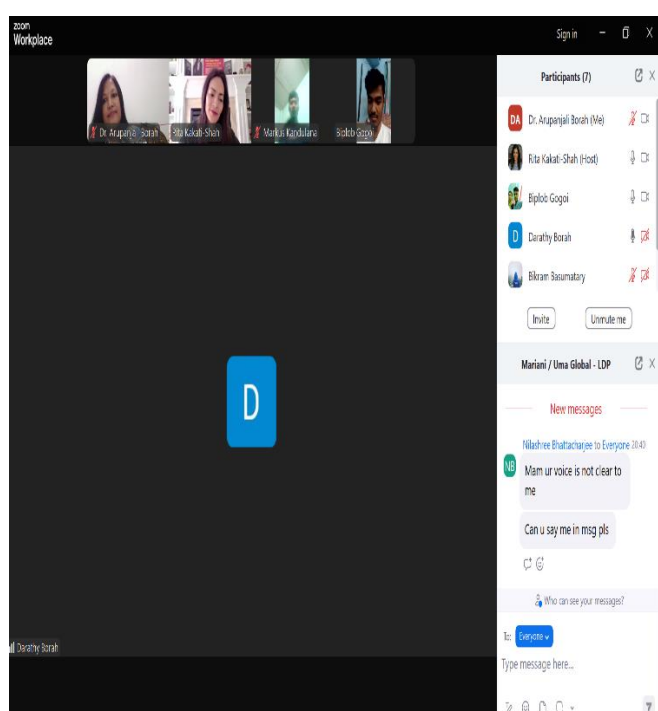 zoom
Workplace
Sign in
Dr. Arupanjali Borah
Rita Kakati-Shah
Markus Kandulana
Biplob Gogoi
D
Darathy Borah
Participants (7)
DA Dr. Arupanjali Borah (Me)
Rita Kakati-Shah (Host)
Biplob Gogoi
D Darathy Borah
Bikram Basumatary
Invite Unmute me
Mariani / Uma Global - LDP
New messages
Nilashree Bhattacharjee to Everyone 20:43
NB Mam ur voice is not clear to
me
Can u say me in msg pls
Who can see your messages?
To: Everyone
Type message here...